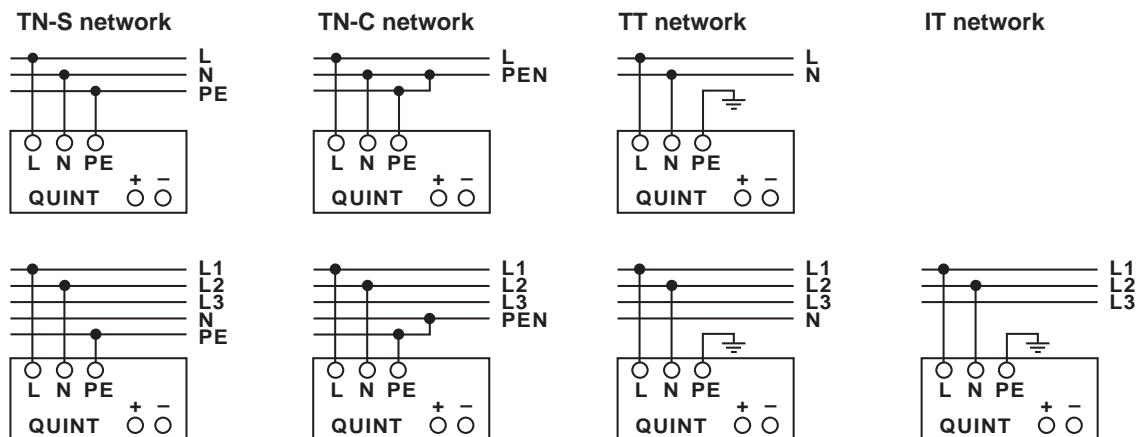 TN-S network
TN-C network
TT network
IT network
L
N
PE
L
PEN
L
N
L N PE
+ –
QUINT
L N PE
+ –
QUINT
L N PE
+ –
QUINT
L1
L2
L3
N
PE
L1
L2
L3
PEN
L1
L2
L3
N
L1
L2
L3
L N PE
+ –
QUINT
L N PE
+ –
QUINT
L N PE
+ –
QUINT
L N PE
+ –
QUINT